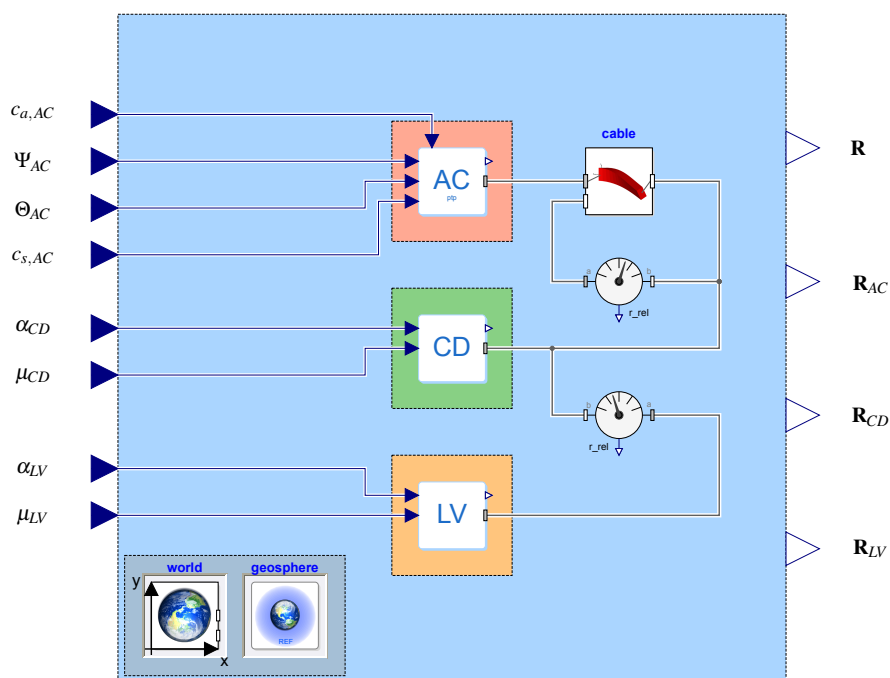 c_{a,AC}
Ψ_{AC}
Θ_{AC}
c_{s,AC}
α_{CD}
μ_{CD}
α_{LV}
μ_{LV}
AC
ptp
cable
a b
r_rel
CD
b a
r_rel
LV
world
y
x
geosphere
REF
R
R_{AC}
R_{CD}
R_{LV}